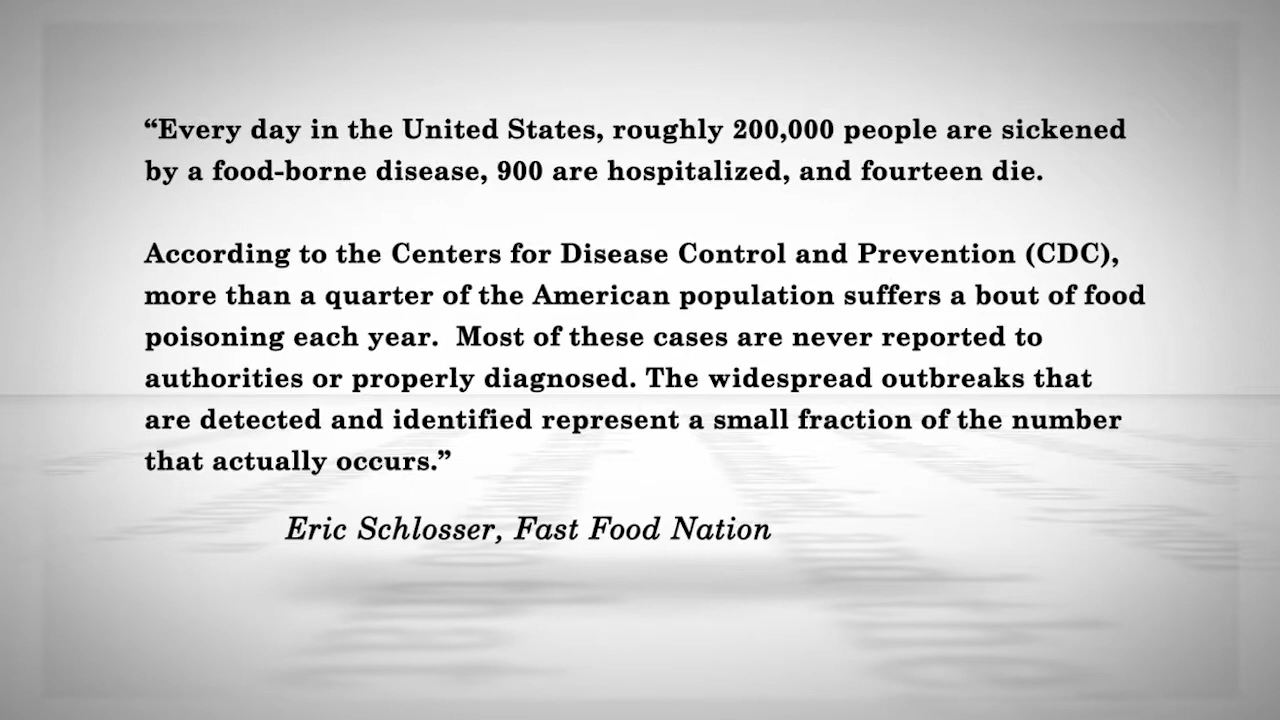 “Every day in the United States, roughly 200,000 people are sickened
by a food-borne disease, 900 are hospitalized, and fourteen die.
According to the Centers for Disease Control and Prevention (CDC),
more than a quarter of the American population suffers a bout of food
poisoning each year.  Most of these cases are never reported to
authorities or properly diagnosed. The widespread outbreaks that
are detected and identified represent a small fraction of the number
that actually occurs.”
Eric Schlosser, Fast Food Nation